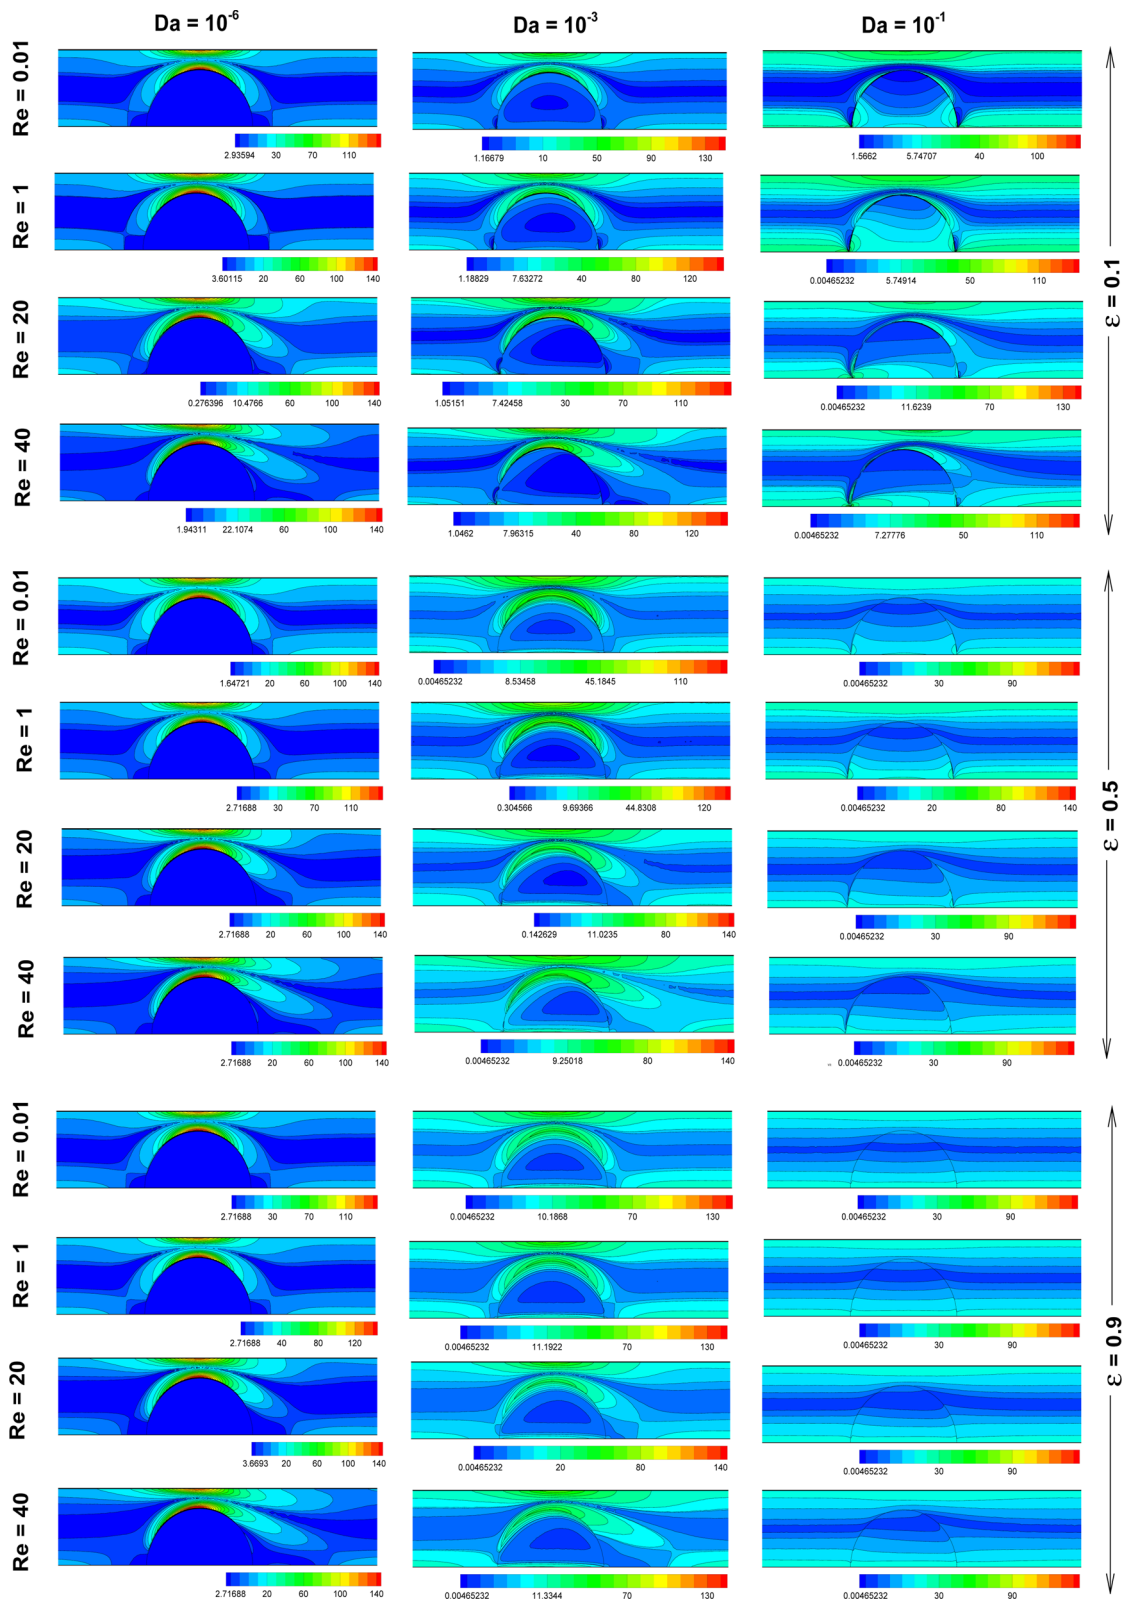 Da = 10⁻⁶ Da = 10⁻³ Da = 10⁻¹
Re = 0.01
2.93594 30 70 110
1.16679 10 50 90 130
1.5662 5.74707 40 100
Re = 1
3.60115 20 60 100 140
1.18829 7.63272 40 80 120
0.00465232 5.74914 50 110
Re = 20
0.276396 10.4766 60 100 140
1.05151 7.42458 30 70 110
0.00465232 11.6239 70 130
Re = 40
1.94311 22.1074 60 100 140
1.0462 7.96315 40 80 120
0.00465232 7.27776 50 110
ε = 0.1
Re = 0.01
1.64721 20 60 100 140
0.00465232 8.53458 45.1845 110
0.00465232 30 90
Re = 1
2.71688 30 70 110
0.304566 9.69366 44.8308 120
0.00465232 20 80 140
Re = 20
2.71688 20 60 100 140
0.142629 11.0235 80 140
0.00465232 30 90
Re = 40
2.71688 20 60 100 140
0.00465232 9.25018 80 140
0.00465232 30 90
ε = 0.5
Re = 0.01
2.71688 30 70 110
0.00465232 10.1868 70 130
0.00465232 30 90
Re = 1
2.71688 40 80 120
0.00465232 11.1922 70 130
0.00465232 30 90
Re = 20
3.6693 20 60 100 140
0.00465232 20 80 140
0.00465232 30 90
Re = 40
2.71688 20 60 100 140
0.00465232 11.3344 70 130
0.00465232 30 90
ε = 0.9